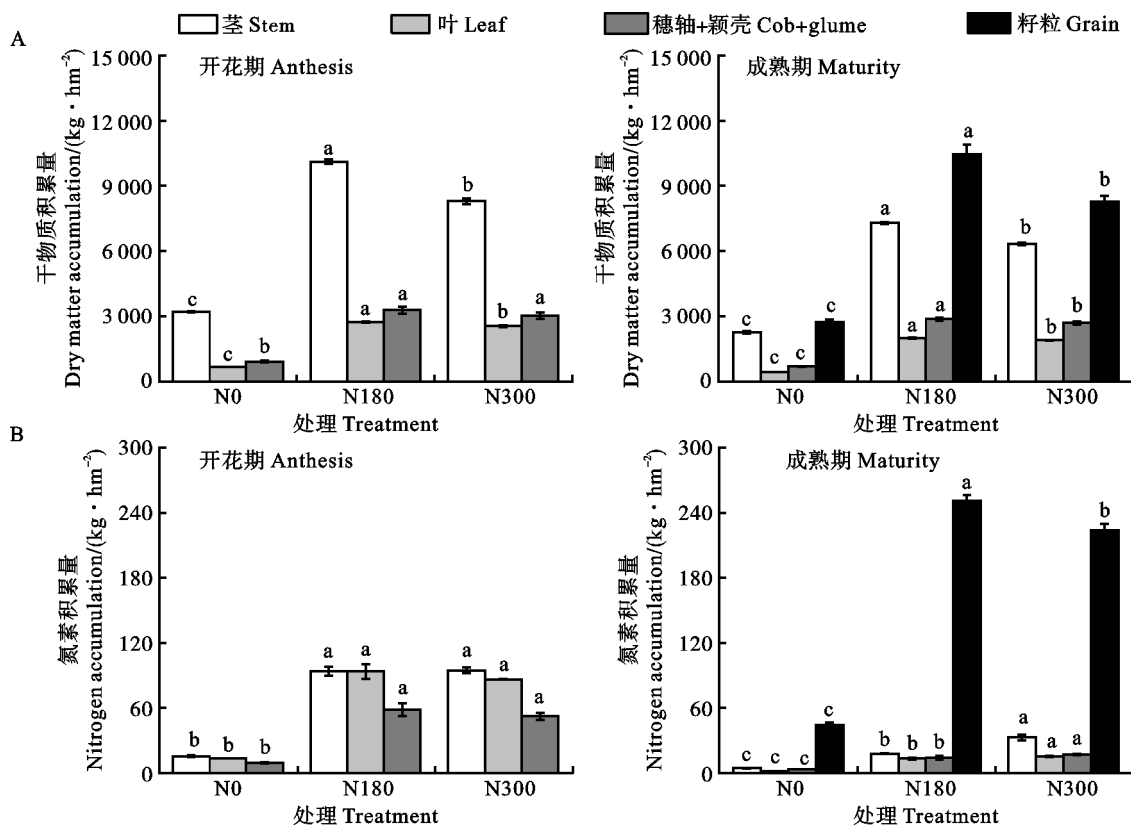 茎 Stem
叶 Leaf
穗轴+颖壳 Cob+glume
籽粒 Grain
A
干物质积累量
Dry matter accumulation/(kg·hm⁻²)
15 000
12 000
9 000
6 000
3 000
0
开花期 Anthesis
c
c
b
a
a
a
b
b
a
N0
N180
N300
处理 Treatment
干物质积累量
Dry matter accumulation/(kg·hm⁻²)
15 000
12 000
9 000
6 000
3 000
0
成熟期 Maturity
c
c
c
c
a
a
a
a
b
b
b
b
N0
N180
N300
处理 Treatment
B
氮素积累量
Nitrogen accumulation/(kg·hm⁻²)
300
240
180
120
60
0
开花期 Anthesis
b
b
b
a
a
a
a
a
a
N0
N180
N300
处理 Treatment
氮素积累量
Nitrogen accumulation/(kg·hm⁻²)
300
240
180
120
60
0
成熟期 Maturity
c
c
c
c
b
b
b
a
a
a
a
b
N0
N180
N300
处理 Treatment